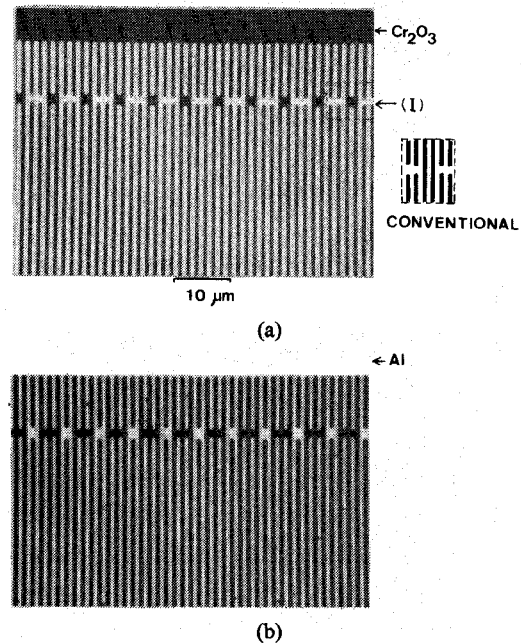 Cr2O3
(I)
CONVENTIONAL
10 μm
(a)
Al
(b)